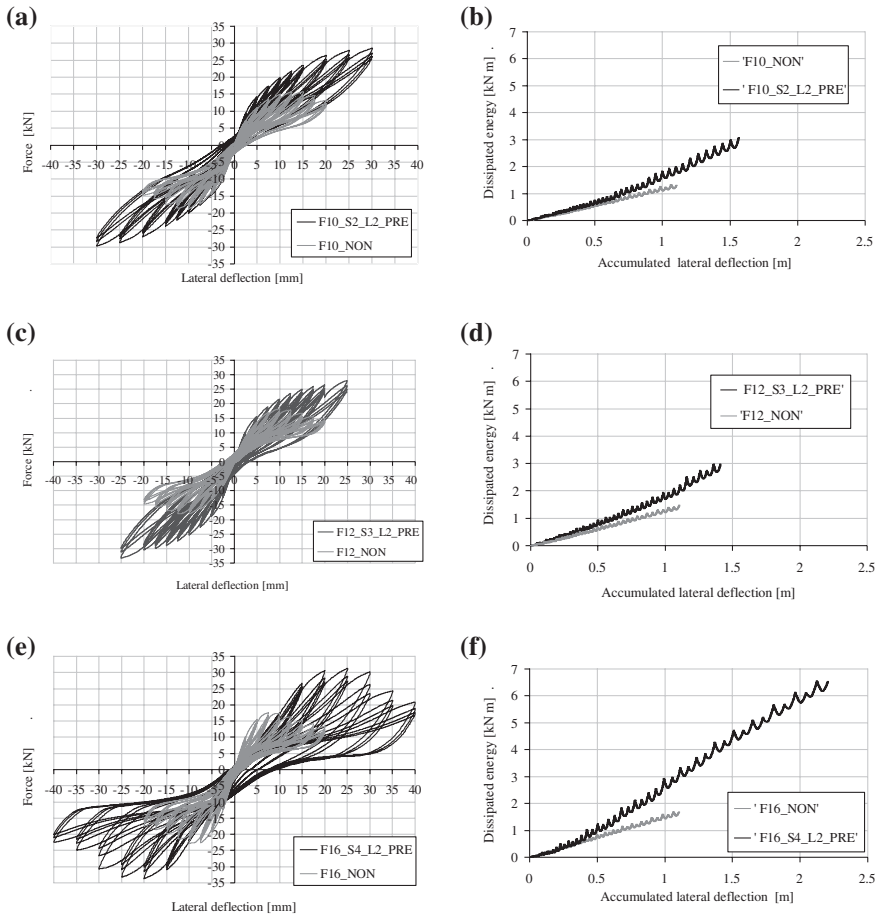 (a)
35
30
25
20
15
10
5
0
-5
-10
-15
-20
-25
-30
-35
-40 -35 -30 -25 -20 -15 -10 -5 0 5 10 15 20 25 30 35 40
Force [kN]
Lateral deflection [mm]
F10_S2_L2_PRE
F10_NON
(b)
7
6
5
4
3
2
1
0
0 0.5 1 1.5 2 2.5
Dissipated energy [kN m] .
Accumulated lateral deflection [m]
'F10_NON'
' F10_S2_L2_PRE'
(c)
35
30
25
20
15
10
5
0
-5
-10
-15
-20
-25
-30
-35
-40 -35 -30 -25 -20 -15 -10 -5 0 5 10 15 20 25 30 35 40
Force [kN]
.
Lateral deflection [mm]
F12_S3_L2_PRE
F12_NON
(d)
7
6
5
4
3
2
1
0
0 0.5 1 1.5 2 2.5
Dissipated energy [kN m] .
Accumulated lateral deflection [m]
F12_S3_L2_PRE'
'F12_NON'
(e)
35
30
25
20
15
10
5
0
-5
-10
-15
-20
-25
-30
-35
-40 -35 -30 -25 -20 -15 -10 -5 0 5 10 15 20 25 30 35 40
Force [kN]
.
Lateral deflection [mm]
F16_S4_L2_PRE
F16_NON
(f)
7
6
5
4
3
2
1
0
0 0.5 1 1.5 2 2.5
Dissipated energy [kN m] .
Accumulated lateral deflection [m]
' F16_NON'
' F16_S4_L2_PRE'